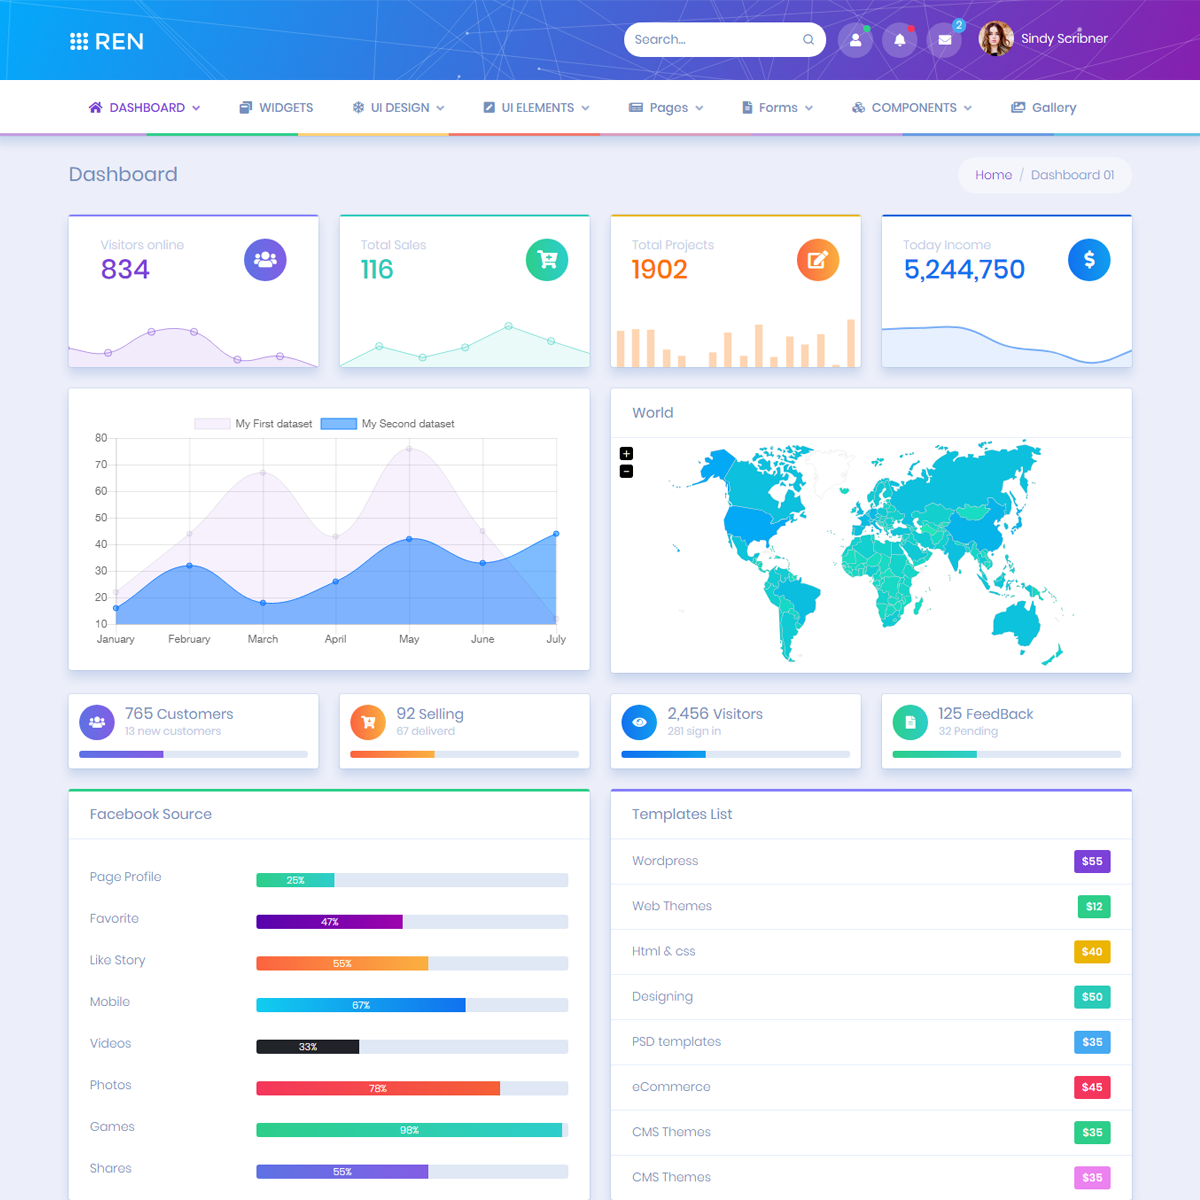 REN
Search...
2
Sindy Scribner
DASHBOARD
WIDGETS
UI DESIGN
UI ELEMENTS
Pages
Forms
COMPONENTS
Gallery
Dashboard
Home / Dashboard 01
Visitors online
834
Total Sales
116
Total Projects
1902
Today Income
5,244,750
$
My First dataset
My Second dataset
80
70
60
50
40
30
20
10
January
February
March
April
May
June
July
World
+
−
765 Customers
13 new customers
92 Selling
67 deliverd
2,456 Visitors
281 sign in
125 FeedBack
32 Pending
Facebook Source
Page Profile
25%
Favorite
47%
Like Story
55%
Mobile
67%
Videos
33%
Photos
78%
Games
98%
Shares
55%
Templates List
Wordpress
$55
Web Themes
$12
Html & css
$40
Designing
$50
PSD templates
$35
eCommerce
$45
CMS Themes
$35
CMS Themes
$35